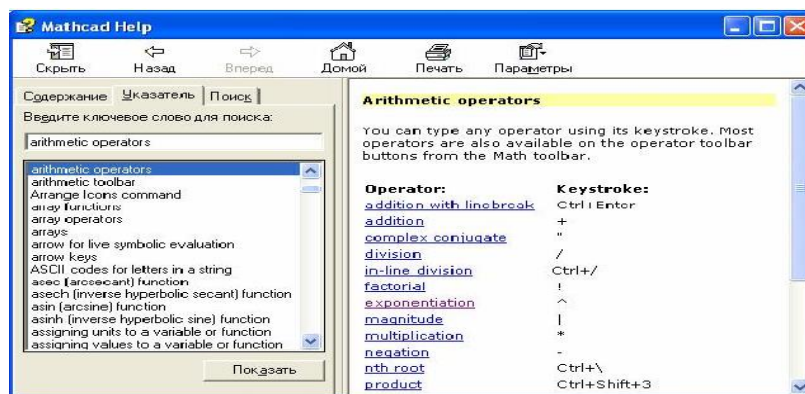 Mathcad Help
Скрыть Назад Вперед Домой Печать Параметры
Содержание Указатель Поиск
Введите ключевое слово для поиска:
arithmetic operators
arithmetic operators
arithmetic toolbar
Arrange Icons command
array functions
array operators
arrays
arrow for live symbolic evaluation
arrow keys
ASCII codes for letters in a string
asec (arcsecant) function
asech (inverse hyperbolic secant) function
asin (arcsine) function
asinh (inverse hyperbolic sine) function
assigning units to a variable or function
assigning values to a variable or function
Показать
Arithmetic operators
You can type any operator using its keystroke. Most
operators are also available on the operator toolbar
buttons from the Math toolbar.
Operator: Keystroke:
addition with linebreak Ctrl+Enter
addition +
complex conjugate "
division /
in-line division Ctrl+/
factorial !
exponentiation ^
magnitude |
multiplication *
negation -
nth root Ctrl+\
product Ctrl+Shift+3